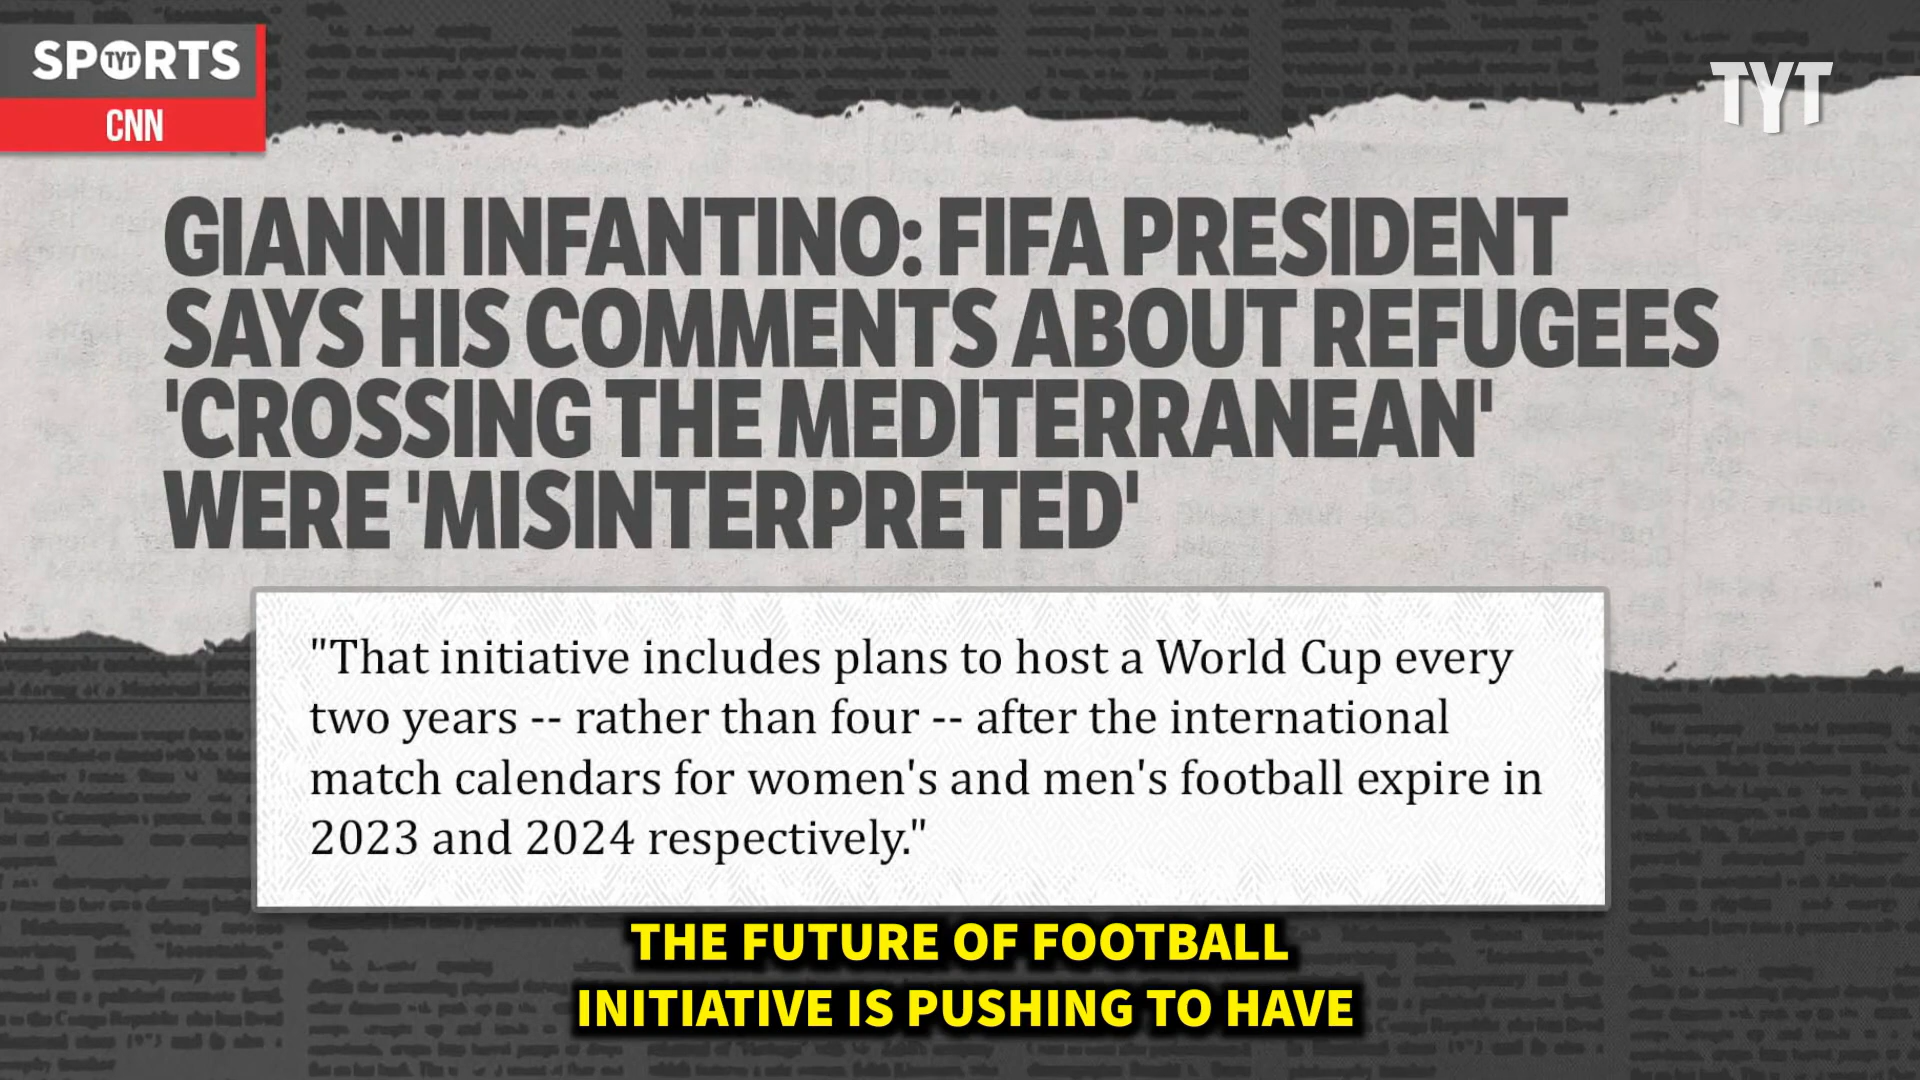 SPORTS
TYT
CNN
TYT
GIANNI INFANTINO: FIFA PRESIDENT
SAYS HIS COMMENTS ABOUT REFUGEES
'CROSSING THE MEDITERRANEAN'
WERE 'MISINTERPRETED'
"That initiative includes plans to host a World Cup every
two years -- rather than four -- after the international
match calendars for women's and men's football expire in
2023 and 2024 respectively."
THE FUTURE OF FOOTBALL
INITIATIVE IS PUSHING TO HAVE